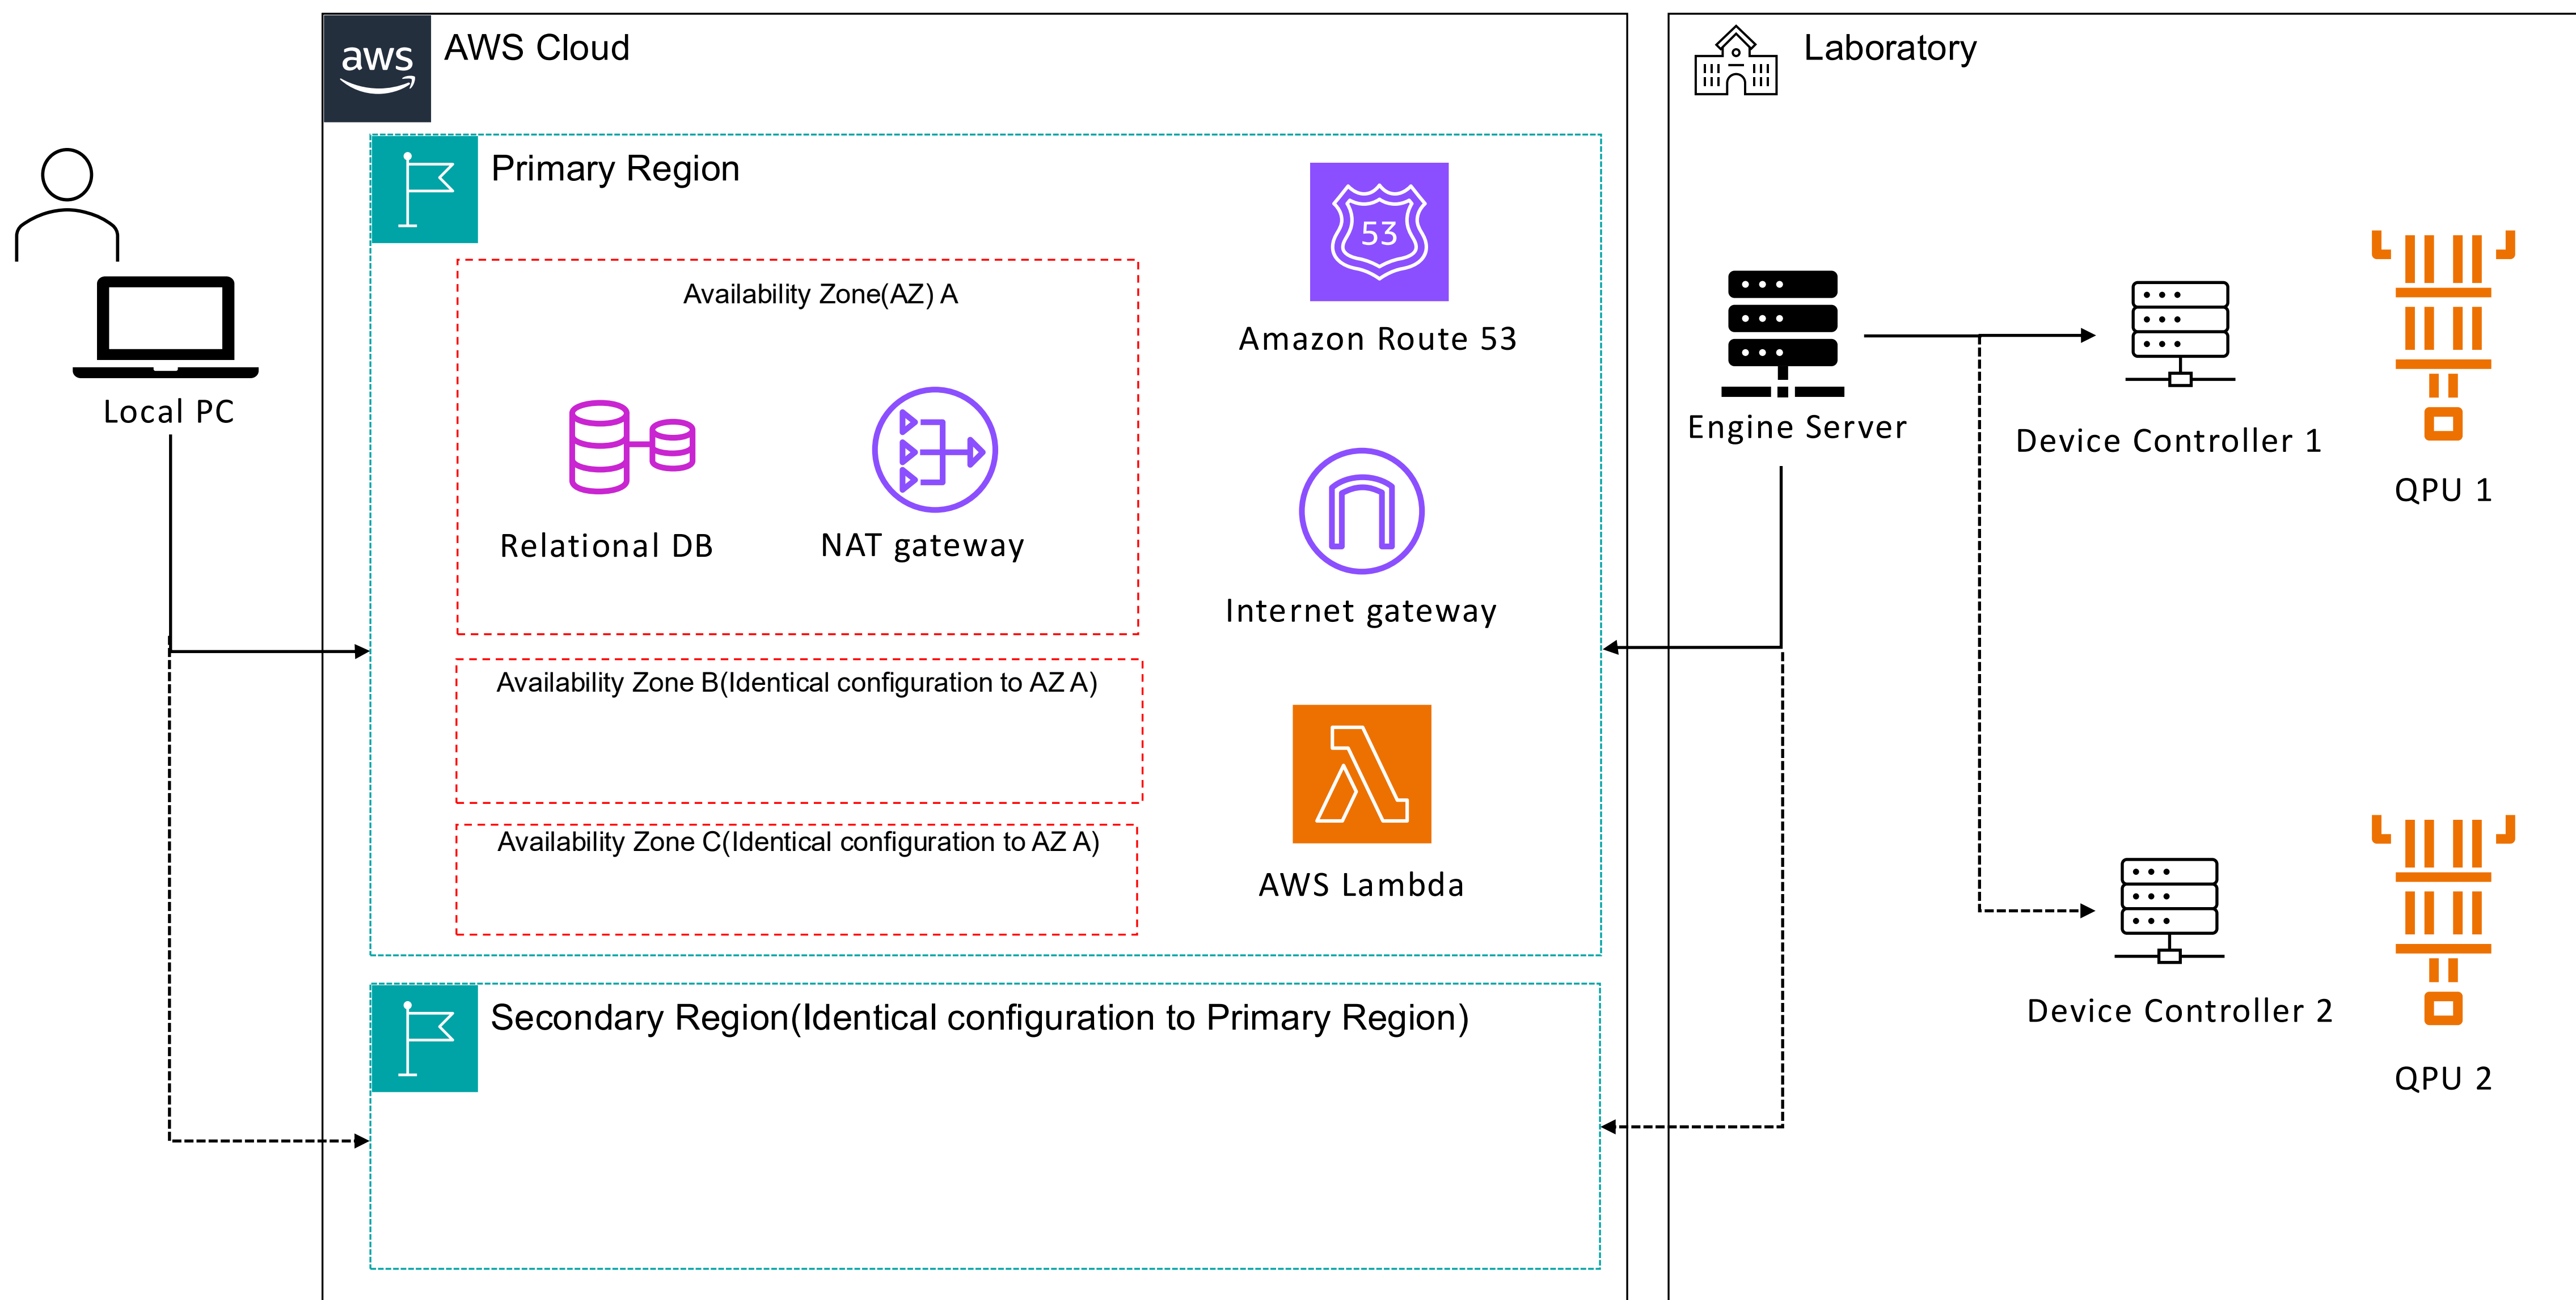 aws
AWS Cloud
Laboratory
Primary Region
53
Amazon Route 53
Availability Zone(AZ) A
Local PC
Relational DB
NAT gateway
Internet gateway
Engine Server
Device Controller 1
QPU 1
Availability Zone B(Identical configuration to AZ A)
Availability Zone C(Identical configuration to AZ A)
AWS Lambda
Secondary Region(Identical configuration to Primary Region)
Device Controller 2
QPU 2